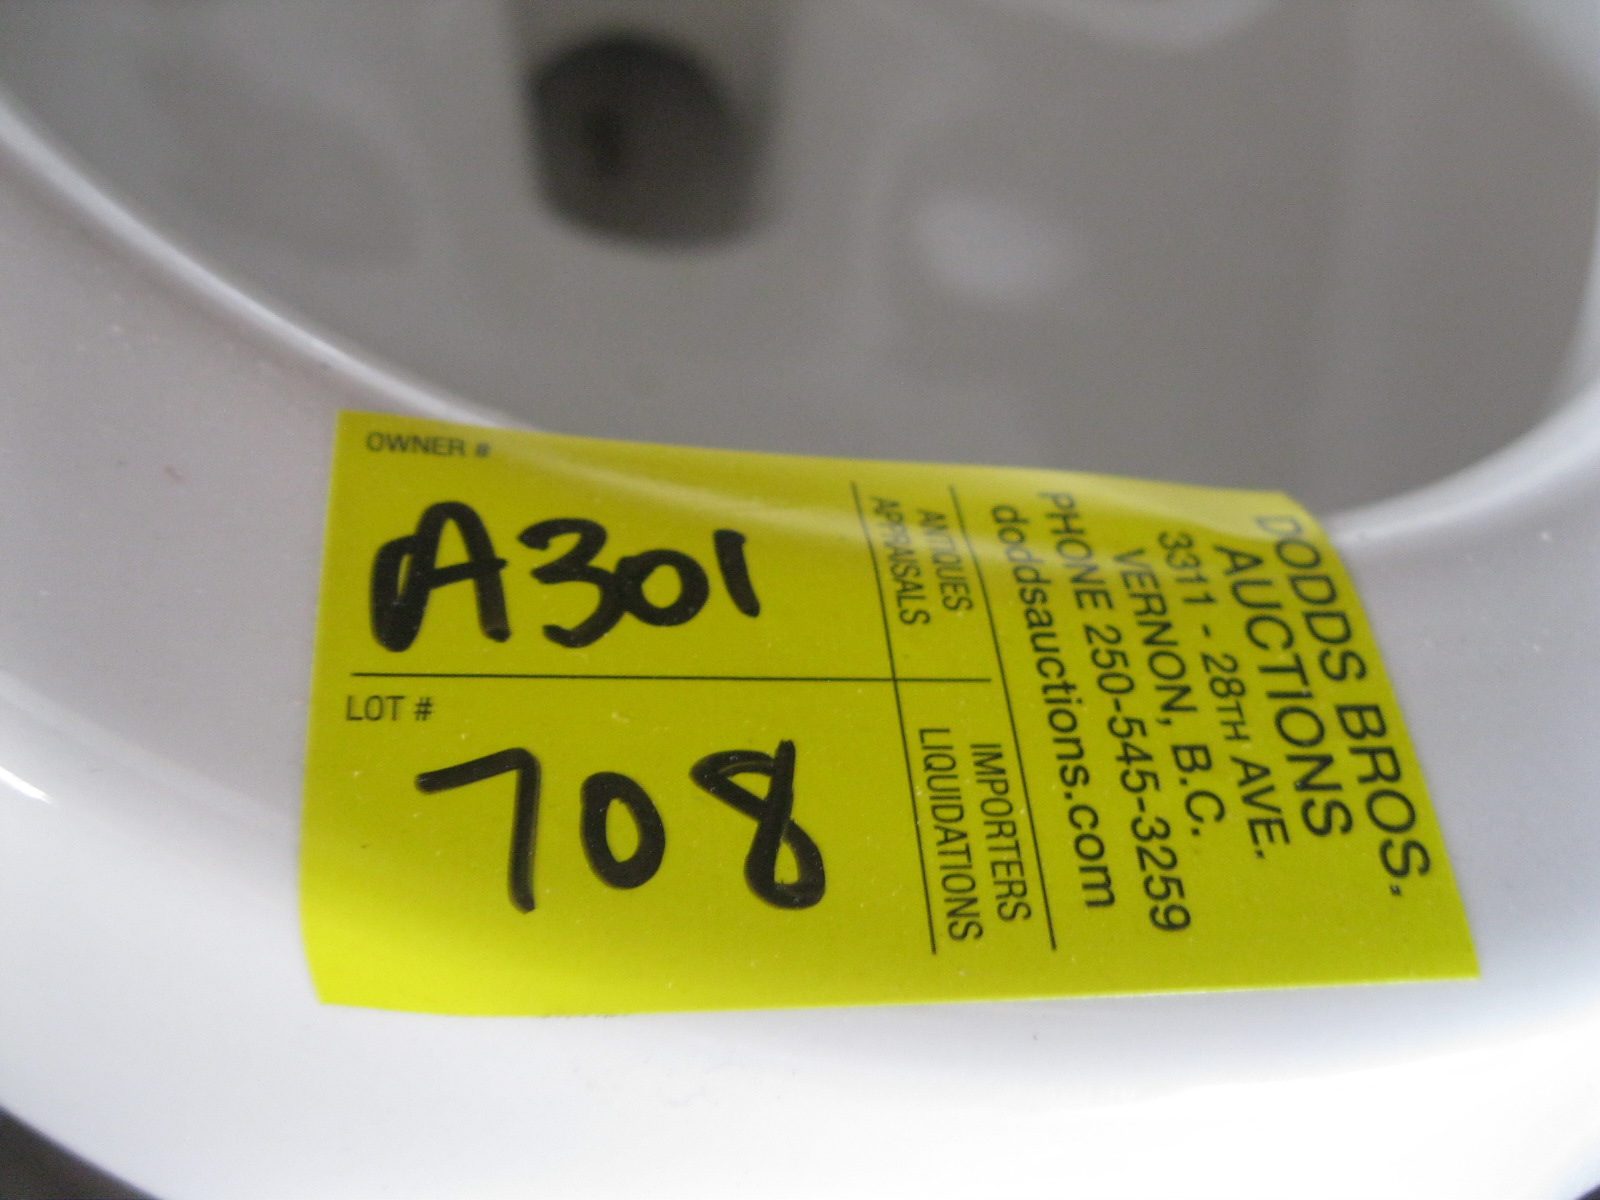 OWNER #
A301
LOT #
708
ANTIQUES
APPRAISALS
IMPORTERS
LIQUIDATIONS
DODDS BROS.
AUCTIONS
3311 - 28TH AVE.
VERNON, B.C.
PHONE 250-545-3259
doddsauctions.com